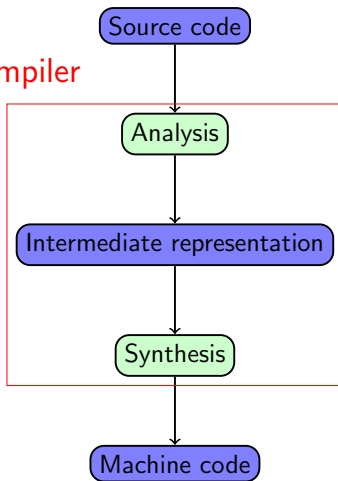 Source code
mpiler
Analysis
Intermediate representation
Synthesis
Machine code